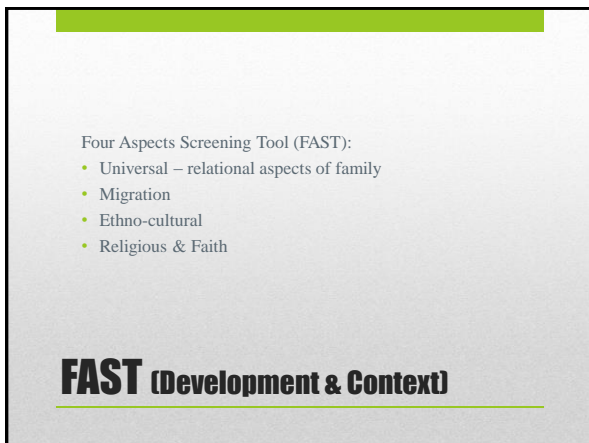 Four Aspects Screening Tool (FAST):
• Universal – relational aspects of family
• Migration
• Ethno-cultural
• Religious & Faith
FAST (Development & Context)